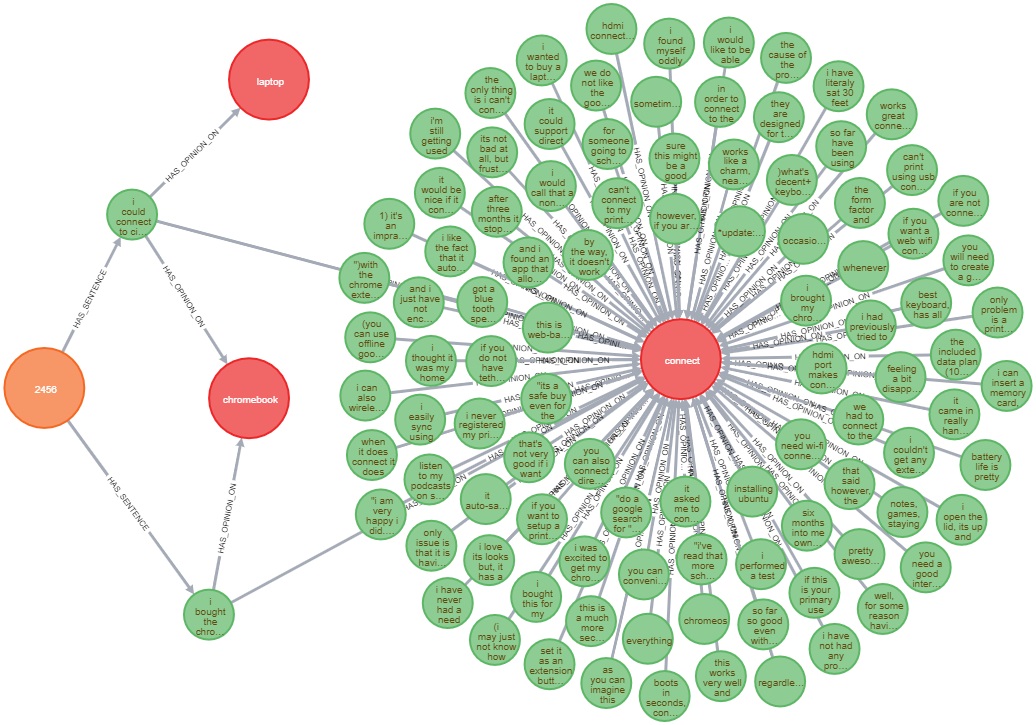 laptop
HAS_OPINION_ON
i
could
connect
to ci...
HAS_OPINION_ON
HAS_SENTENCE
2456
chromebook
HAS_SENTENCE
HAS_OPINION_ON
i
bought
the
chro...
connect
hdmi
connect...
i
found
myself
oddly
i
would
like to be
able
the
cause of
the
pro...
i
wanted
to buy a
lapt...
we do
not like
the
goo...
sometim...
in
order to
connect
to the
they
are
designed
for t...
i have
literaly
sat 30
feet
works
great
conne...
the
only thing
is i can't
con...
it
could
support
direct
for
someone
going to
sch...
sure
this might
be a
good
works
like a
charm,
nea...
)what's
decent+
keybo...
so far
have been
using
can't
print
using usb
con...
i'm
still
getting
used
its not
bad at
all, but
frust...
i
would
call that a
non...
can't
connect
to my
print...
however,
if you ar...
"update:...
occasio...
the
form
factor
and
if you
are not
conne...
it
would be
nice if it
con...
after
three
months it
stop...
and i
found an
app that
allo...
by
the way,
it doesn't
work
whenever
if you
want a
web wifi
con...
you
will need
to create
a g...
1) it's
an
impra...
i like
the fact
that it
auto...
")with
the
chrome
exte...
and i
just have
not
enc...
got a
blue
tooth
spe...
this is
web-ba...
i
brought
my
chro...
i had
previously
tried to
best
keyboard,
has all
only
problem
is a
print...
(you
can use
offline
goo...
i
thought it
was my
home
if you
do not
have
teth...
"its a
safe buy
even for
the
hdmi
port
makes
con...
feeling
a bit
disapp...
the
included
data plan
(10...
i can
insert a
memory
card,
i can
also
wirele...
i
easily
sync
using
i never
registered
my pri...
that's
not very
good if i
want
you
can also
connect
dire...
you
need wi-fi
conne...
we
had to
connect
to the
it
came in
really
han...
when
it does
connect it
does
listen
to my
podcasts
on s...
it
auto-sa...
if you
want to
setup a
print...
"do a
google
search
for "...
it
asked
me to
con...
installing
ubuntu
that
said
however,
the
i
couldn't
get any
exte...
battery
life is
pretty
"i am
very
happy i
did....
only
issue is
that it is
havi...
i love
its looks
but, it
has a
i was
excited to
get my
chro...
you can
conveni...
"i've
read that
more
sch...
i
performed
a test
six
months
into me
own...
notes,
games,
staying
i
open the
lid, its up
and
i have
never
had a
need
i
bought
this for
my
this is
a much
more
sec...
everything
chromeos
so far
so good
even
with...
if this
is your
primary
use
pretty
aweso...
you
need a
good
inter...
(i
may just
not know
how
set it
as an
extension
butt...
as
you can
imagine
this
boots
in
seconds,
con...
this
works
very well
and
regardle...
i
have not
had any
pro...
well,
for some
reason
havi...